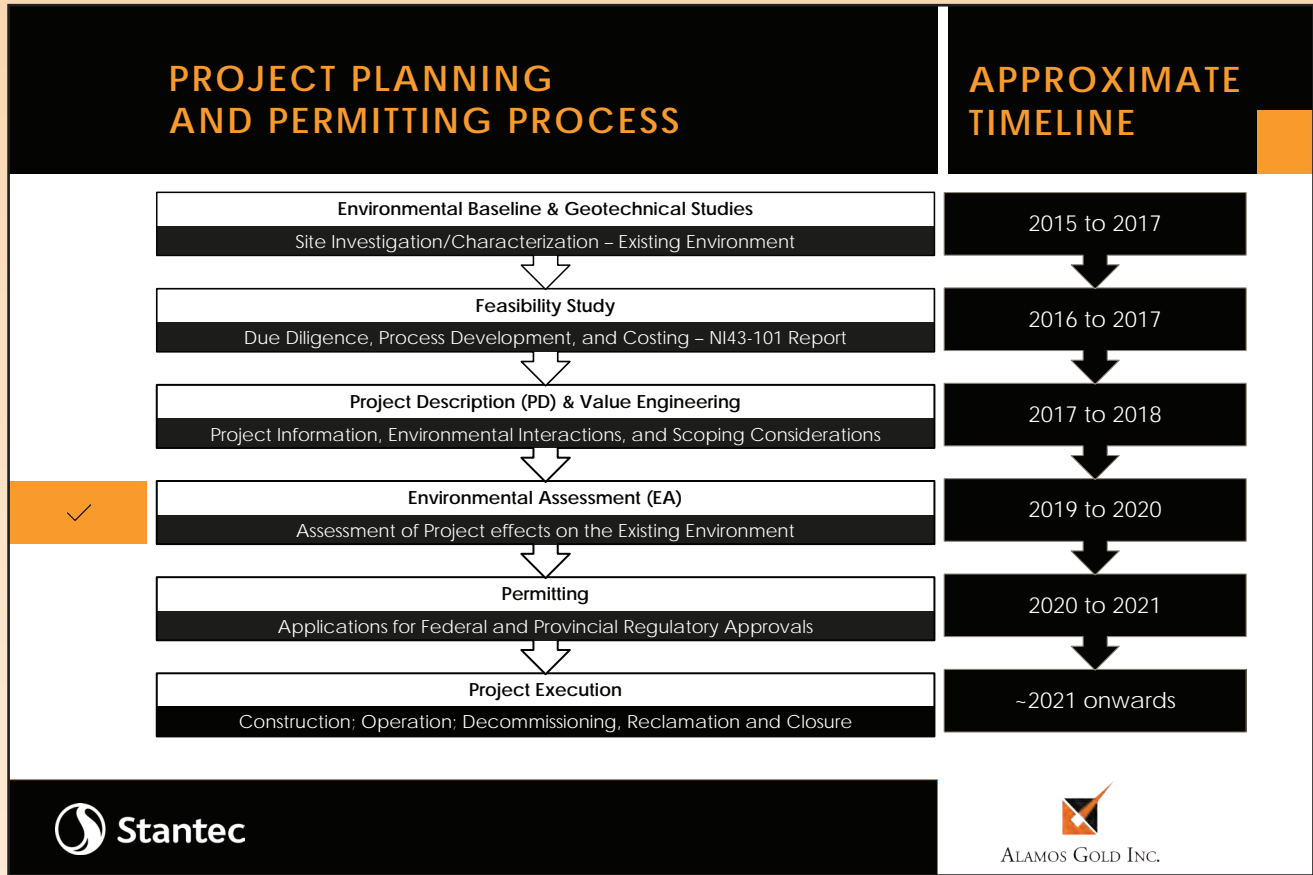 PROJECT PLANNING
AND PERMITTING PROCESS
APPROXIMATE
TIMELINE
Environmental Baseline & Geotechnical Studies
Site Investigation/Characterization – Existing Environment
2015 to 2017
Feasibility Study
Due Diligence, Process Development, and Costing – NI43-101 Report
2016 to 2017
Project Description (PD) & Value Engineering
Project Information, Environmental Interactions, and Scoping Considerations
2017 to 2018
Environmental Assessment (EA)
Assessment of Project effects on the Existing Environment
2019 to 2020
Permitting
Applications for Federal and Provincial Regulatory Approvals
2020 to 2021
Project Execution
Construction; Operation; Decommissioning, Reclamation and Closure
~2021 onwards
Stantec
ALAMOS GOLD INC.